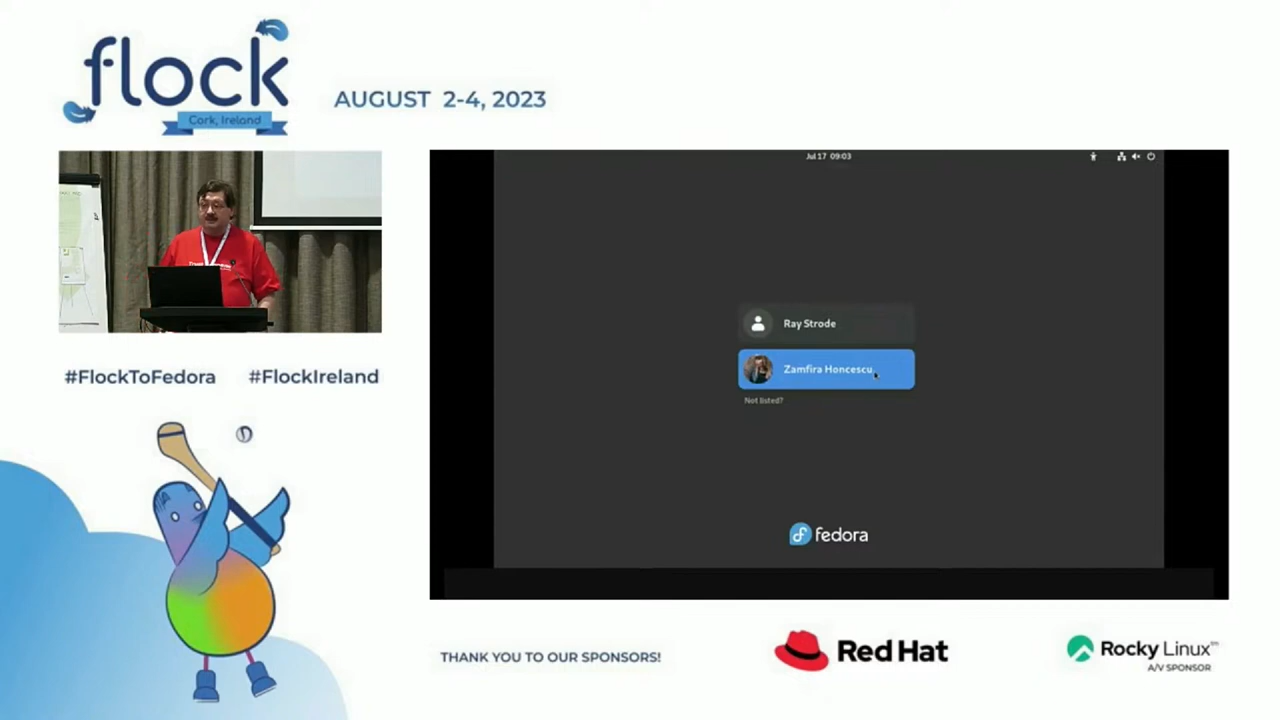 flock
Cork, Ireland
AUGUST 2-4, 2023
#FlockToFedora #FlockIreland
Jul 17 09:03
Ray Strode
Zamfira Honcescu
Not listed?
fedora
THANK YOU TO OUR SPONSORS!
Red Hat
Rocky Linux™
A/V SPONSOR